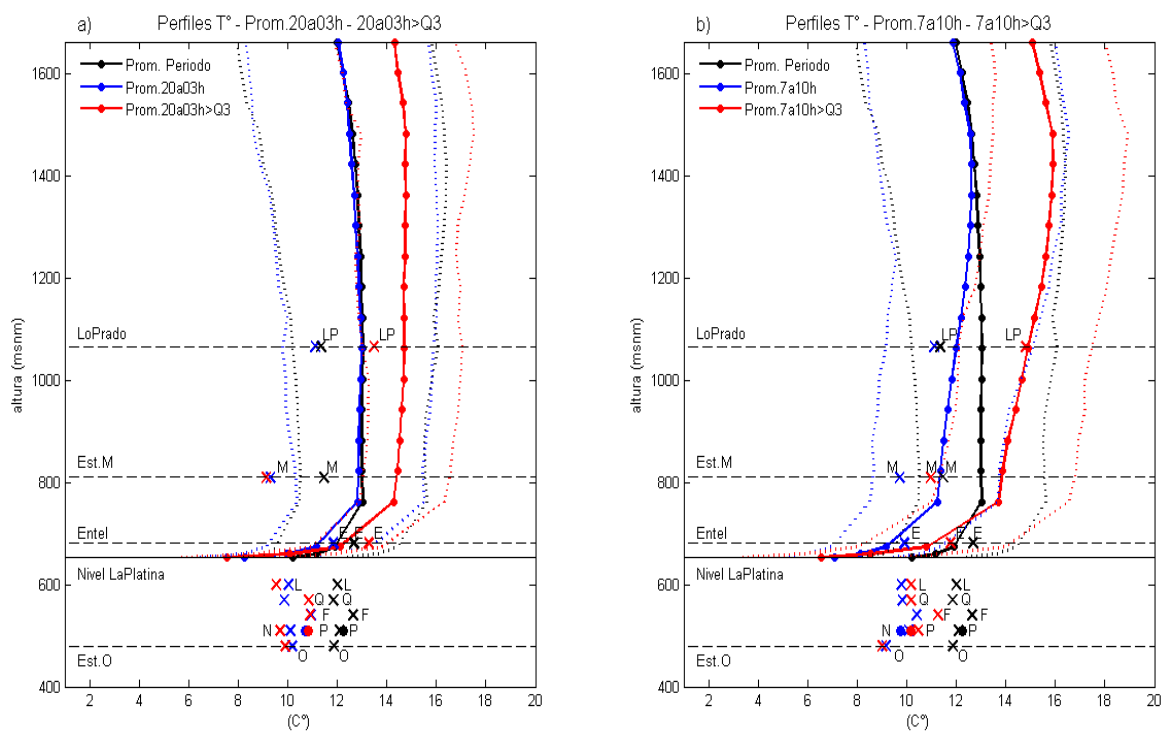 a) Perfiles T° - Prom.20a03h - 20a03h>Q3
1600
1400
1200
1000
800
600
400
altura (msnm)
Prom. Periodo
Prom.20a03h
Prom.20a03h>Q3
LoPrado
LP
LP
Est.M
M
M
Entel
E
E
E
Nivel LaPlatina
L
L
Q
Q
F
F
N
P
P
O
O
Est.O
2 4 6 8 10 12 14 16 18 20
(C°)
b) Perfiles T° - Prom.7a10h - 7a10h>Q3
1600
1400
1200
1000
800
600
400
altura (msnm)
Prom. Periodo
Prom.7a10h
Prom.7a10h>Q3
LoPrado
LP
LP
Est.M
M
M
M
Entel
E
E
Nivel LaPlatina
L
L
Q
Q
F
F
N
P
P
O
O
Est.O
2 4 6 8 10 12 14 16 18 20
(C°)